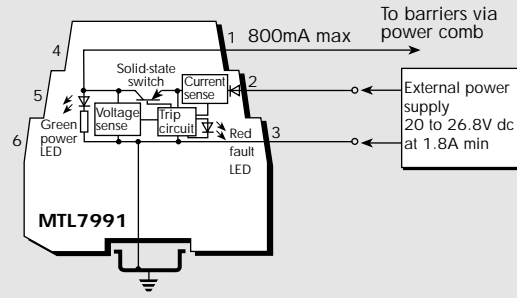 To barriers via
power comb
1 800mA max
4
Solid-state
switch
Current
sense
2
External power
supply
20 to 26.8V dc
at 1.8A min
5
Voltage
sense
Trip
circuit
Green
power
LED
6
Red
fault
LED
3
MTL7991